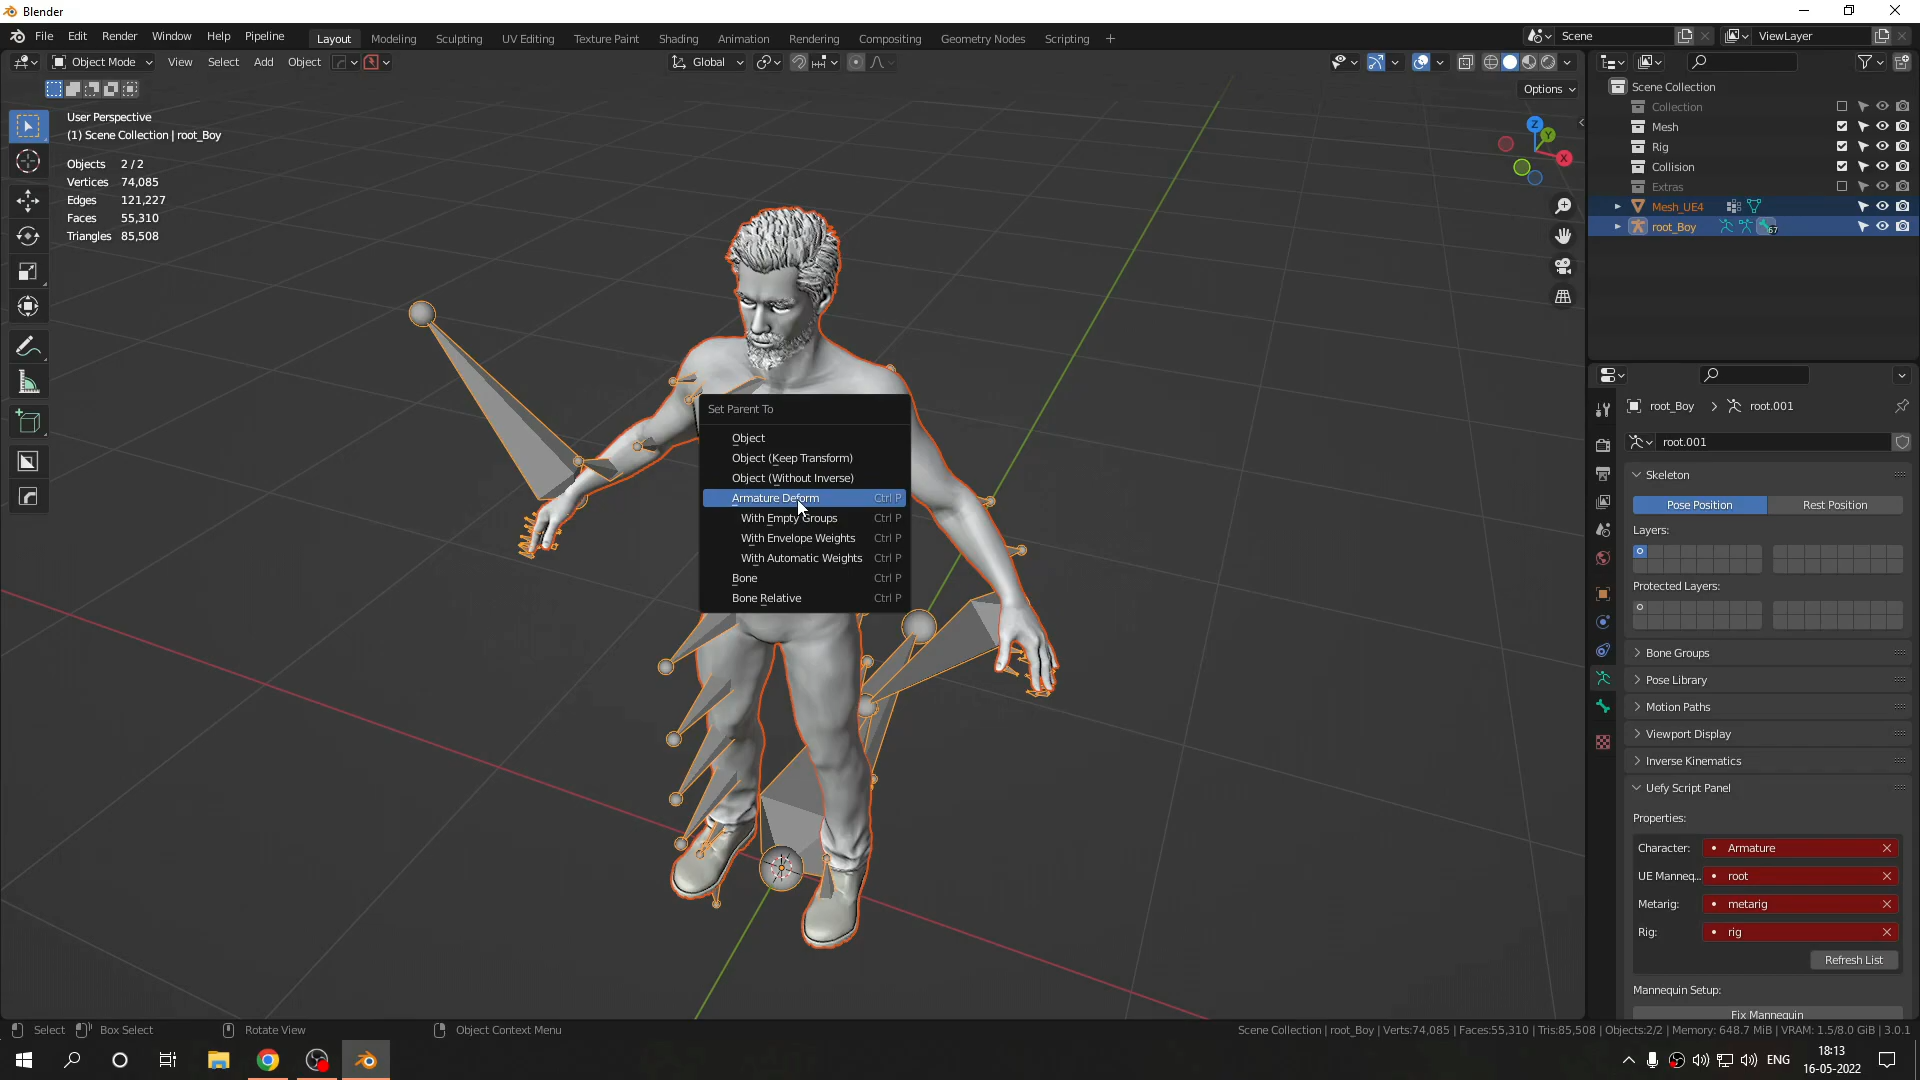 Blender
File Edit Render Window Help Pipeline Layout Modeling Sculpting UV Editing Texture Paint Shading Animation Rendering Compositing Geometry Nodes Scripting + Scene ViewLayer
Object Mode View Select Add Object Global
Options
User Perspective
(1) Scene Collection | root_Boy
Objects 2/2
Vertices 74,085
Edges 121,227
Faces 55,310
Triangles 85,508
Z
Y
X
Set Parent To
Object
Object (Keep Transform)
Object (Without Inverse)
Armature Deform Ctrl P
With Empty Groups Ctrl P
With Envelope Weights Ctrl P
With Automatic Weights Ctrl P
Bone Ctrl P
Bone Relative Ctrl P
Scene Collection
Collection
Mesh
Rig
Collision
Extras
Mesh_UE4
root_Boy 67
root_Boy > root.001
root.001
Skeleton
Pose Position Rest Position
Layers:
Protected Layers:
Bone Groups
Pose Library
Motion Paths
Viewport Display
Inverse Kinematics
Uefy Script Panel
Properties:
Character: Armature
UE Manneq... root
Metarig: metarig
Rig: rig
Refresh List
Mannequin Setup:
Fix Mannequin
Select Box Select Rotate View Object Context Menu Scene Collection | root_Boy | Verts:74,085 | Faces:55,310 | Tris:85,508 | Objects:2/2 | Memory: 648.7 MiB | VRAM: 1.5/8.0 GiB | 3.0.1
ENG
18:13
16-05-2022